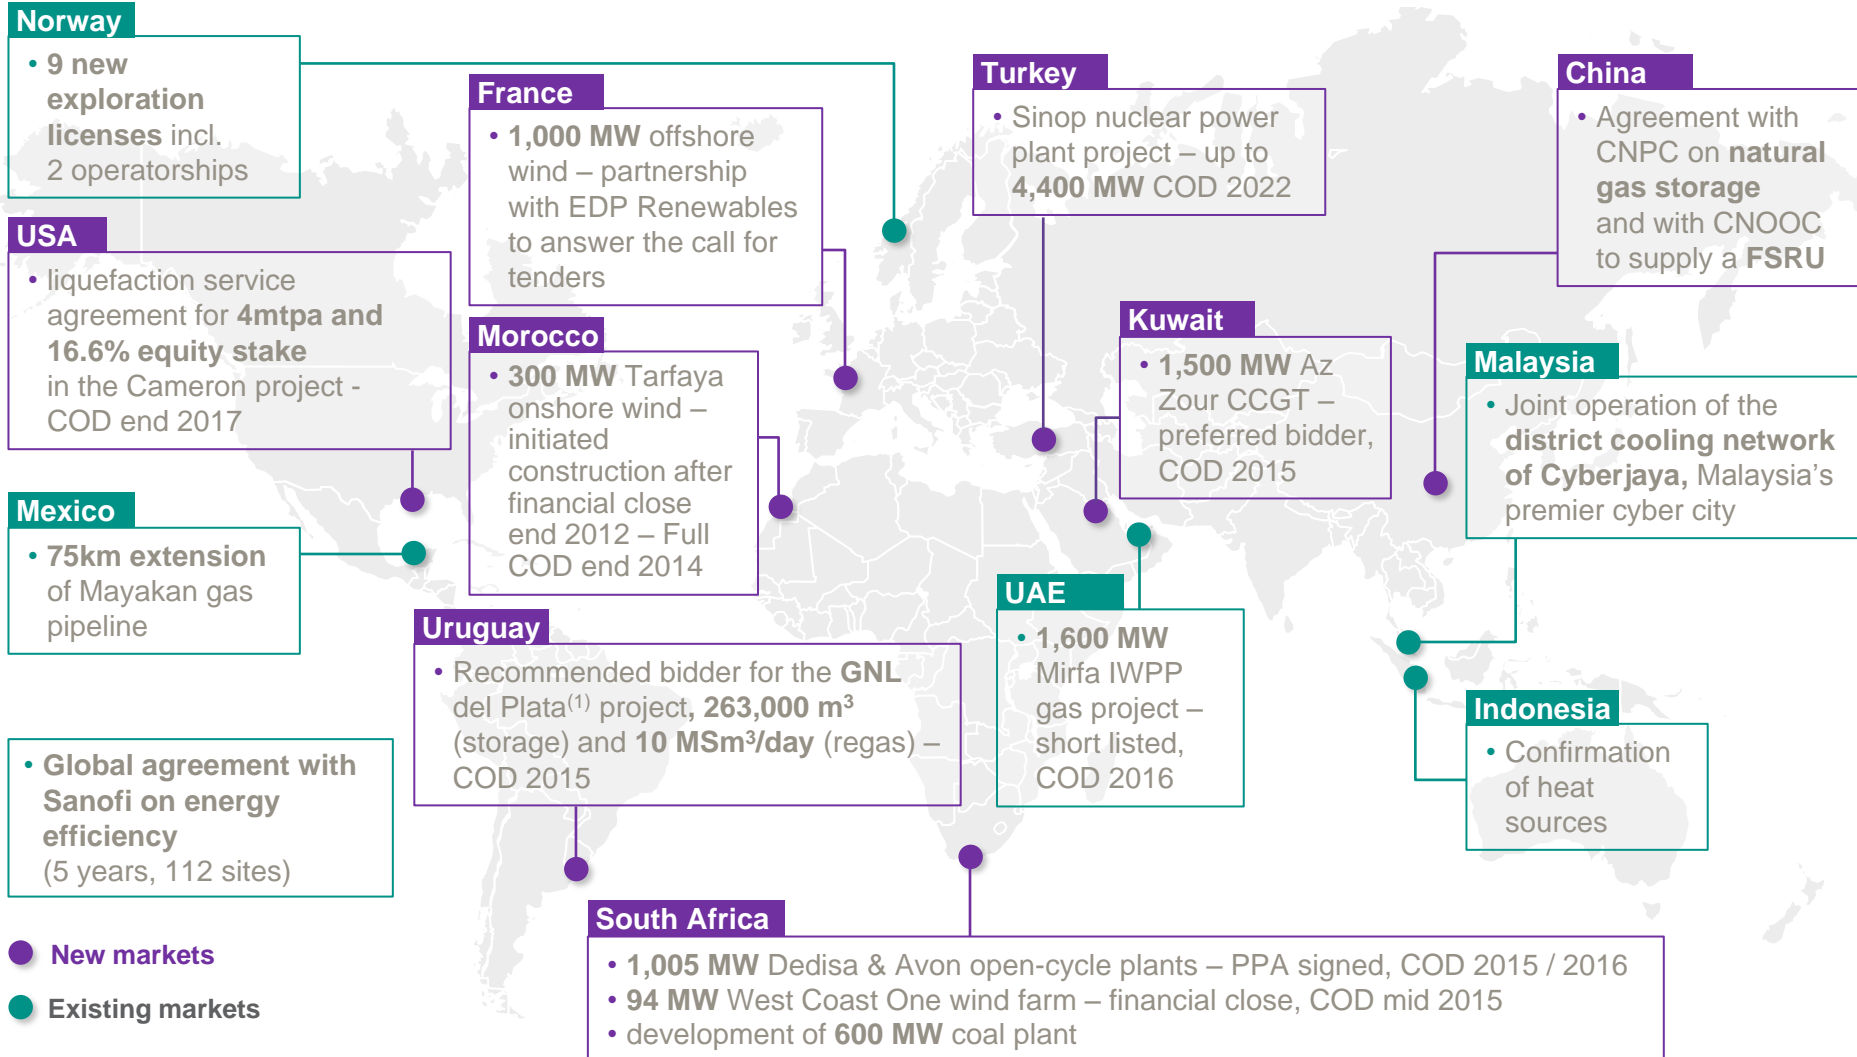 Norway
• 9 new
exploration
licenses incl.
2 operatorships
USA
• liquefaction service
agreement for 4mtpa and
16.6% equity stake
in the Cameron project -
COD end 2017
Mexico
• 75km extension
of Mayakan gas
pipeline
• Global agreement with
Sanofi on energy
efficiency
(5 years, 112 sites)
New markets
Existing markets
France
• 1,000 MW offshore
wind – partnership
with EDP Renewables
to answer the call for
tenders
Morocco
• 300 MW Tarfaya
onshore wind –
initiated
construction after
financial close
end 2012 – Full
COD end 2014
Uruguay
• Recommended bidder for the GNL
del Plata(1) project, 263,000 m³
(storage) and 10 MSm³/day (regas) –
COD 2015
Turkey
• Sinop nuclear power
plant project – up to
4,400 MW COD 2022
Kuwait
• 1,500 MW Az
Zour CCGT –
preferred bidder,
COD 2015
UAE
• 1,600 MW
Mirfa IWPP
gas project –
short listed,
COD 2016
China
• Agreement with
CNPC on natural
gas storage
and with CNOOC
to supply a FSRU
Malaysia
• Joint operation of the
district cooling network
of Cyberjaya, Malaysia's
premier cyber city
Indonesia
• Confirmation
of heat
sources
South Africa
• 1,005 MW Dedisa & Avon open-cycle plants – PPA signed, COD 2015 / 2016
• 94 MW West Coast One wind farm – financial close, COD mid 2015
• development of 600 MW coal plant